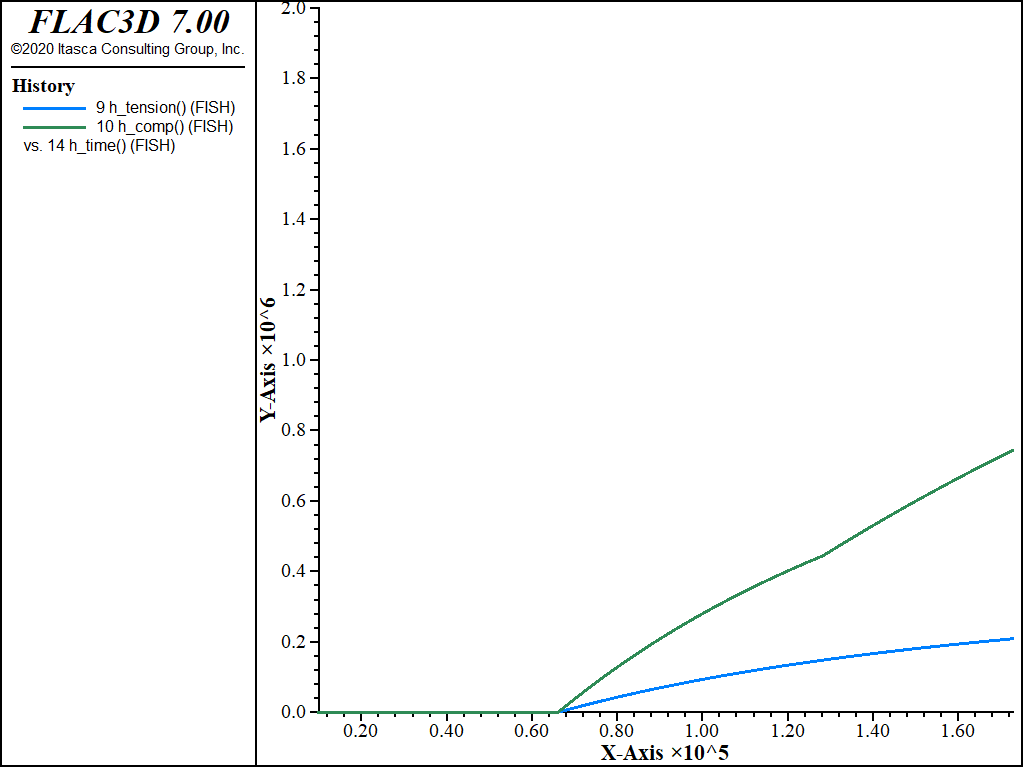 FLAC3D 7.00
©2020 Itasca Consulting Group, Inc.
History
9 h_tension() (FISH)
10 h_comp() (FISH)
vs. 14 h_time() (FISH)
2.0
1.8
1.6
1.4
1.2
1.0
0.8
0.6
0.4
0.2
0.0
Y-Axis ×10^6
0.20 0.40 0.60 0.80 1.00 1.20 1.40 1.60
X-Axis ×10^5